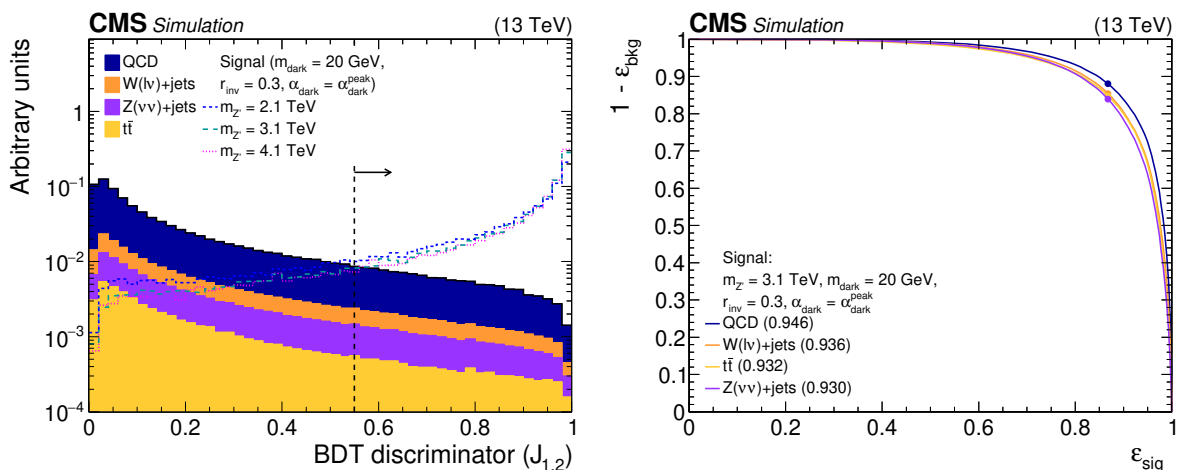 CMS Simulation (13 TeV)
Arbitrary units
QCD
W(lν)+jets
Z(νν)+jets
tt̄
Signal (m_dark = 20 GeV,
r_inv = 0.3, α_dark = α_dark^peak)
m_Z' = 2.1 TeV
m_Z' = 3.1 TeV
m_Z' = 4.1 TeV
1
10⁻¹
10⁻²
10⁻³
10⁻⁴
0 0.2 0.4 0.6 0.8 1
BDT discriminator (J_1,2)
CMS Simulation (13 TeV)
1 - ε_bkg
1
0.9
0.8
0.7
0.6
0.5
0.4
0.3
0.2
0.1
0
Signal:
m_Z' = 3.1 TeV, m_dark = 20 GeV,
r_inv = 0.3, α_dark = α_dark^peak
QCD (0.946)
W(lν)+jets (0.936)
tt̄ (0.932)
Z(νν)+jets (0.930)
0 0.2 0.4 0.6 0.8 1
ε_sig